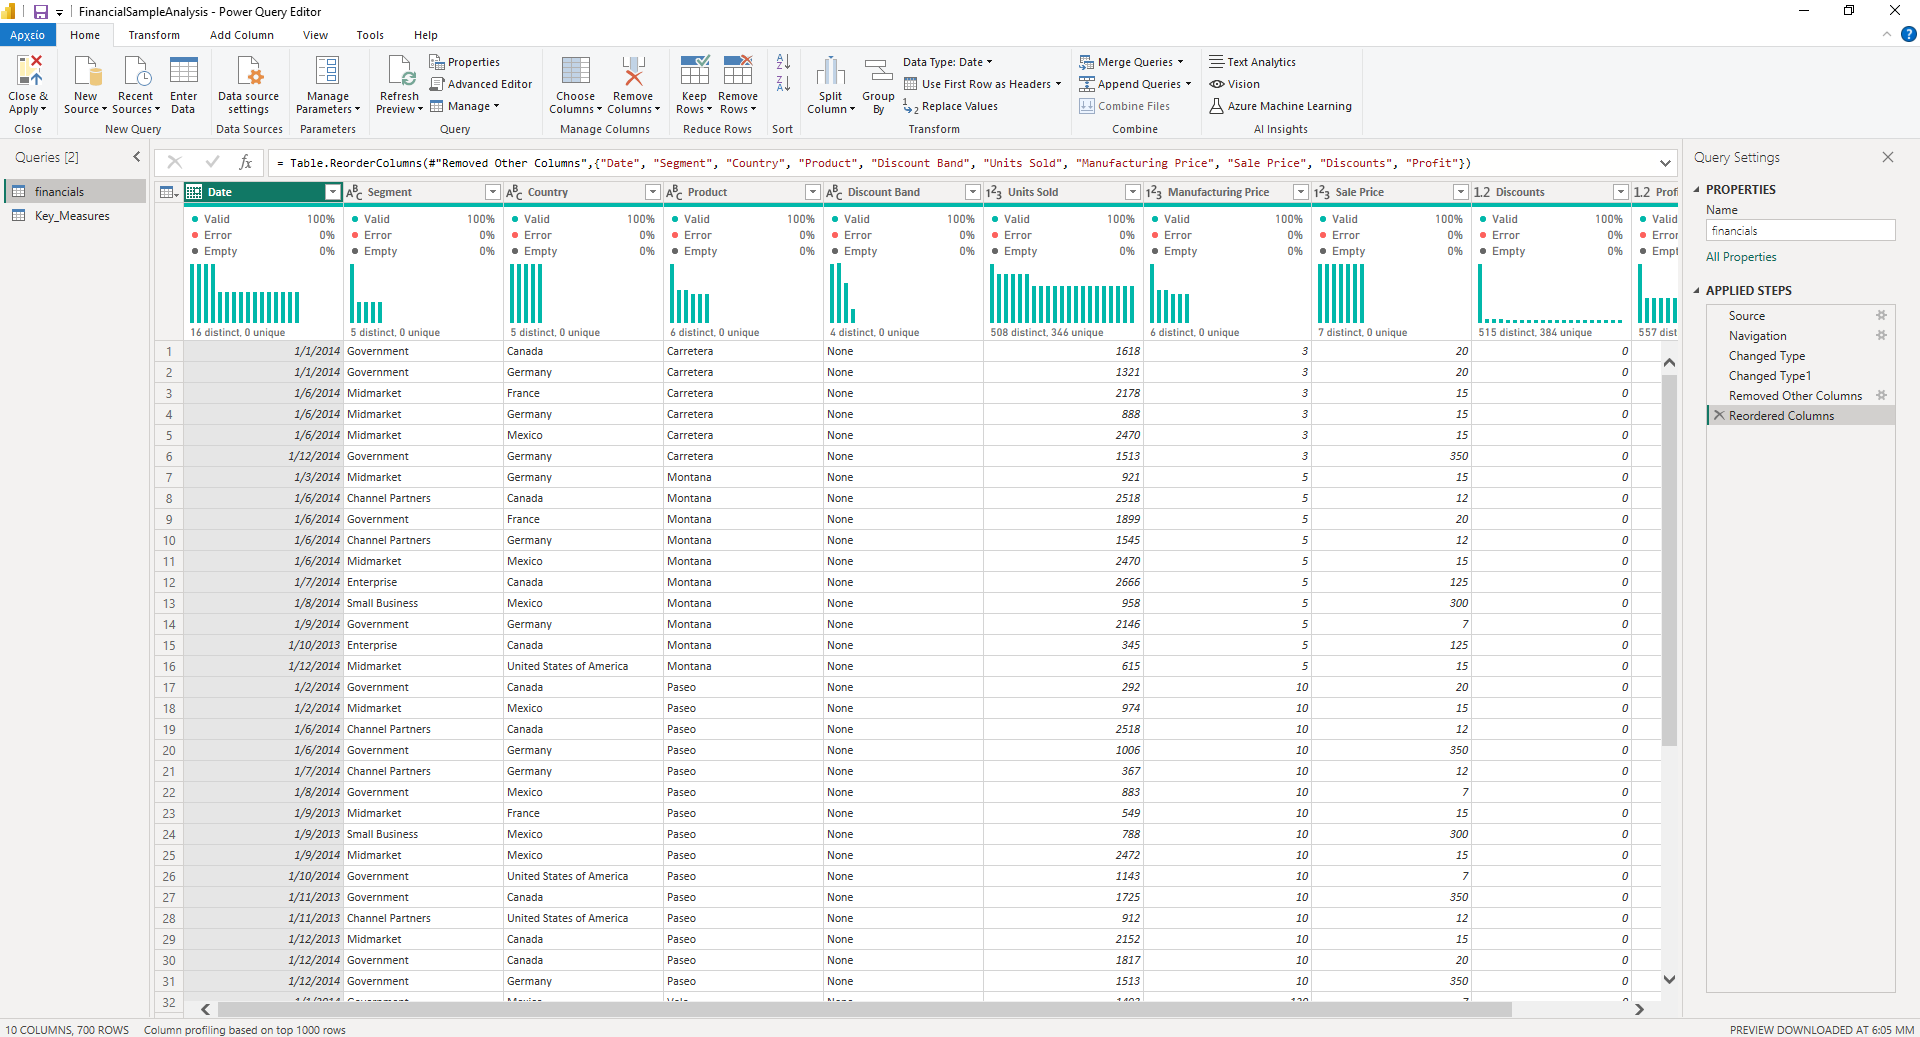 FinancialSampleAnalysis - Power Query Editor
Αρχείο Home Transform Add Column View Tools Help
Close & Apply
New Source
Recent Sources
Enter Data
Data source settings
Manage Parameters
Refresh Preview
Properties
Advanced Editor
Manage
Choose Columns
Remove Columns
Keep Rows
Remove Rows
Split Column
Group By
Data Type: Date
Use First Row as Headers
Replace Values
Merge Queries
Append Queries
Combine Files
Text Analytics
Vision
Azure Machine Learning
Close New Query Data Sources Parameters Query Manage Columns Reduce Rows Sort Transform Combine AI Insights
Queries [2]
financials
Key_Measures
= Table.ReorderColumns(#"Removed Other Columns",{"Date", "Segment", "Country", "Product", "Discount Band", "Units Sold", "Manufacturing Price", "Sale Price", "Discounts", "Profit"})
Date Segment Country Product Discount Band Units Sold Manufacturing Price Sale Price Discounts
Valid 100% Valid 100% Valid 100% Valid 100% Valid 100% Valid 100% Valid 100% Valid 100% Valid 100% Valid
Error 0% Error 0% Error 0% Error 0% Error 0% Error 0% Error 0% Error 0% Error 0% Error
Empty 0% Empty 0% Empty 0% Empty 0% Empty 0% Empty 0% Empty 0% Empty 0% Empty 0%
16 distinct, 0 unique 5 distinct, 0 unique 5 distinct, 0 unique 6 distinct, 0 unique 4 distinct, 0 unique 508 distinct, 346 unique 6 distinct, 0 unique 7 distinct, 0 unique 515 distinct, 384 unique 557
1 1/1/2014 Government Canada Carretera None 1618 3 20 0
2 1/1/2014 Government Germany Carretera None 1321 3 20 0
3 1/6/2014 Midmarket France Carretera None 2178 3 15 0
4 1/6/2014 Midmarket Germany Carretera None 888 3 15 0
5 1/6/2014 Midmarket Mexico Carretera None 2470 3 15 0
6 1/12/2014 Government Germany Carretera None 1513 3 350 0
7 1/3/2014 Midmarket Germany Montana None 921 5 15 0
8 1/6/2014 Channel Partners Canada Montana None 2518 5 12 0
9 1/6/2014 Government France Montana None 1899 5 20 0
10 1/6/2014 Channel Partners Germany Montana None 1545 5 12 0
11 1/6/2014 Midmarket Mexico Montana None 2470 5 15 0
12 1/7/2014 Enterprise Canada Montana None 2666 5 125 0
13 1/8/2014 Small Business Mexico Montana None 958 5 300 0
14 1/9/2014 Government Germany Montana None 2146 5 7 0
15 1/10/2013 Enterprise Canada Montana None 345 5 125 0
16 1/12/2014 Midmarket United States of America Montana None 615 5 15 0
17 1/2/2014 Government Canada Paseo None 292 10 20 0
18 1/2/2014 Midmarket Mexico Paseo None 974 10 15 0
19 1/6/2014 Channel Partners Canada Paseo None 2518 10 12 0
20 1/6/2014 Government Germany Paseo None 1006 10 350 0
21 1/7/2014 Channel Partners Germany Paseo None 367 10 12 0
22 1/8/2014 Government Mexico Paseo None 883 10 7 0
23 1/9/2013 Midmarket France Paseo None 549 10 15 0
24 1/9/2013 Small Business Mexico Paseo None 788 10 300 0
25 1/9/2014 Midmarket Mexico Paseo None 2472 10 15 0
26 1/10/2014 Government United States of America Paseo None 1143 10 7 0
27 1/11/2013 Government Canada Paseo None 1725 10 350 0
28 1/11/2013 Channel Partners United States of America Paseo None 912 10 12 0
29 1/12/2013 Midmarket Canada Paseo None 2152 10 15 0
30 1/12/2014 Government Canada Paseo None 1817 10 20 0
31 1/12/2014 Government Germany Paseo None 1513 10 350 0
32
Query Settings
PROPERTIES
Name
financials
All Properties
APPLIED STEPS
Source
Navigation
Changed Type
Changed Type1
Removed Other Columns
Reordered Columns
10 COLUMNS, 700 ROWS Column profiling based on top 1000 rows PREVIEW DOWNLOADED AT 6:05 MM